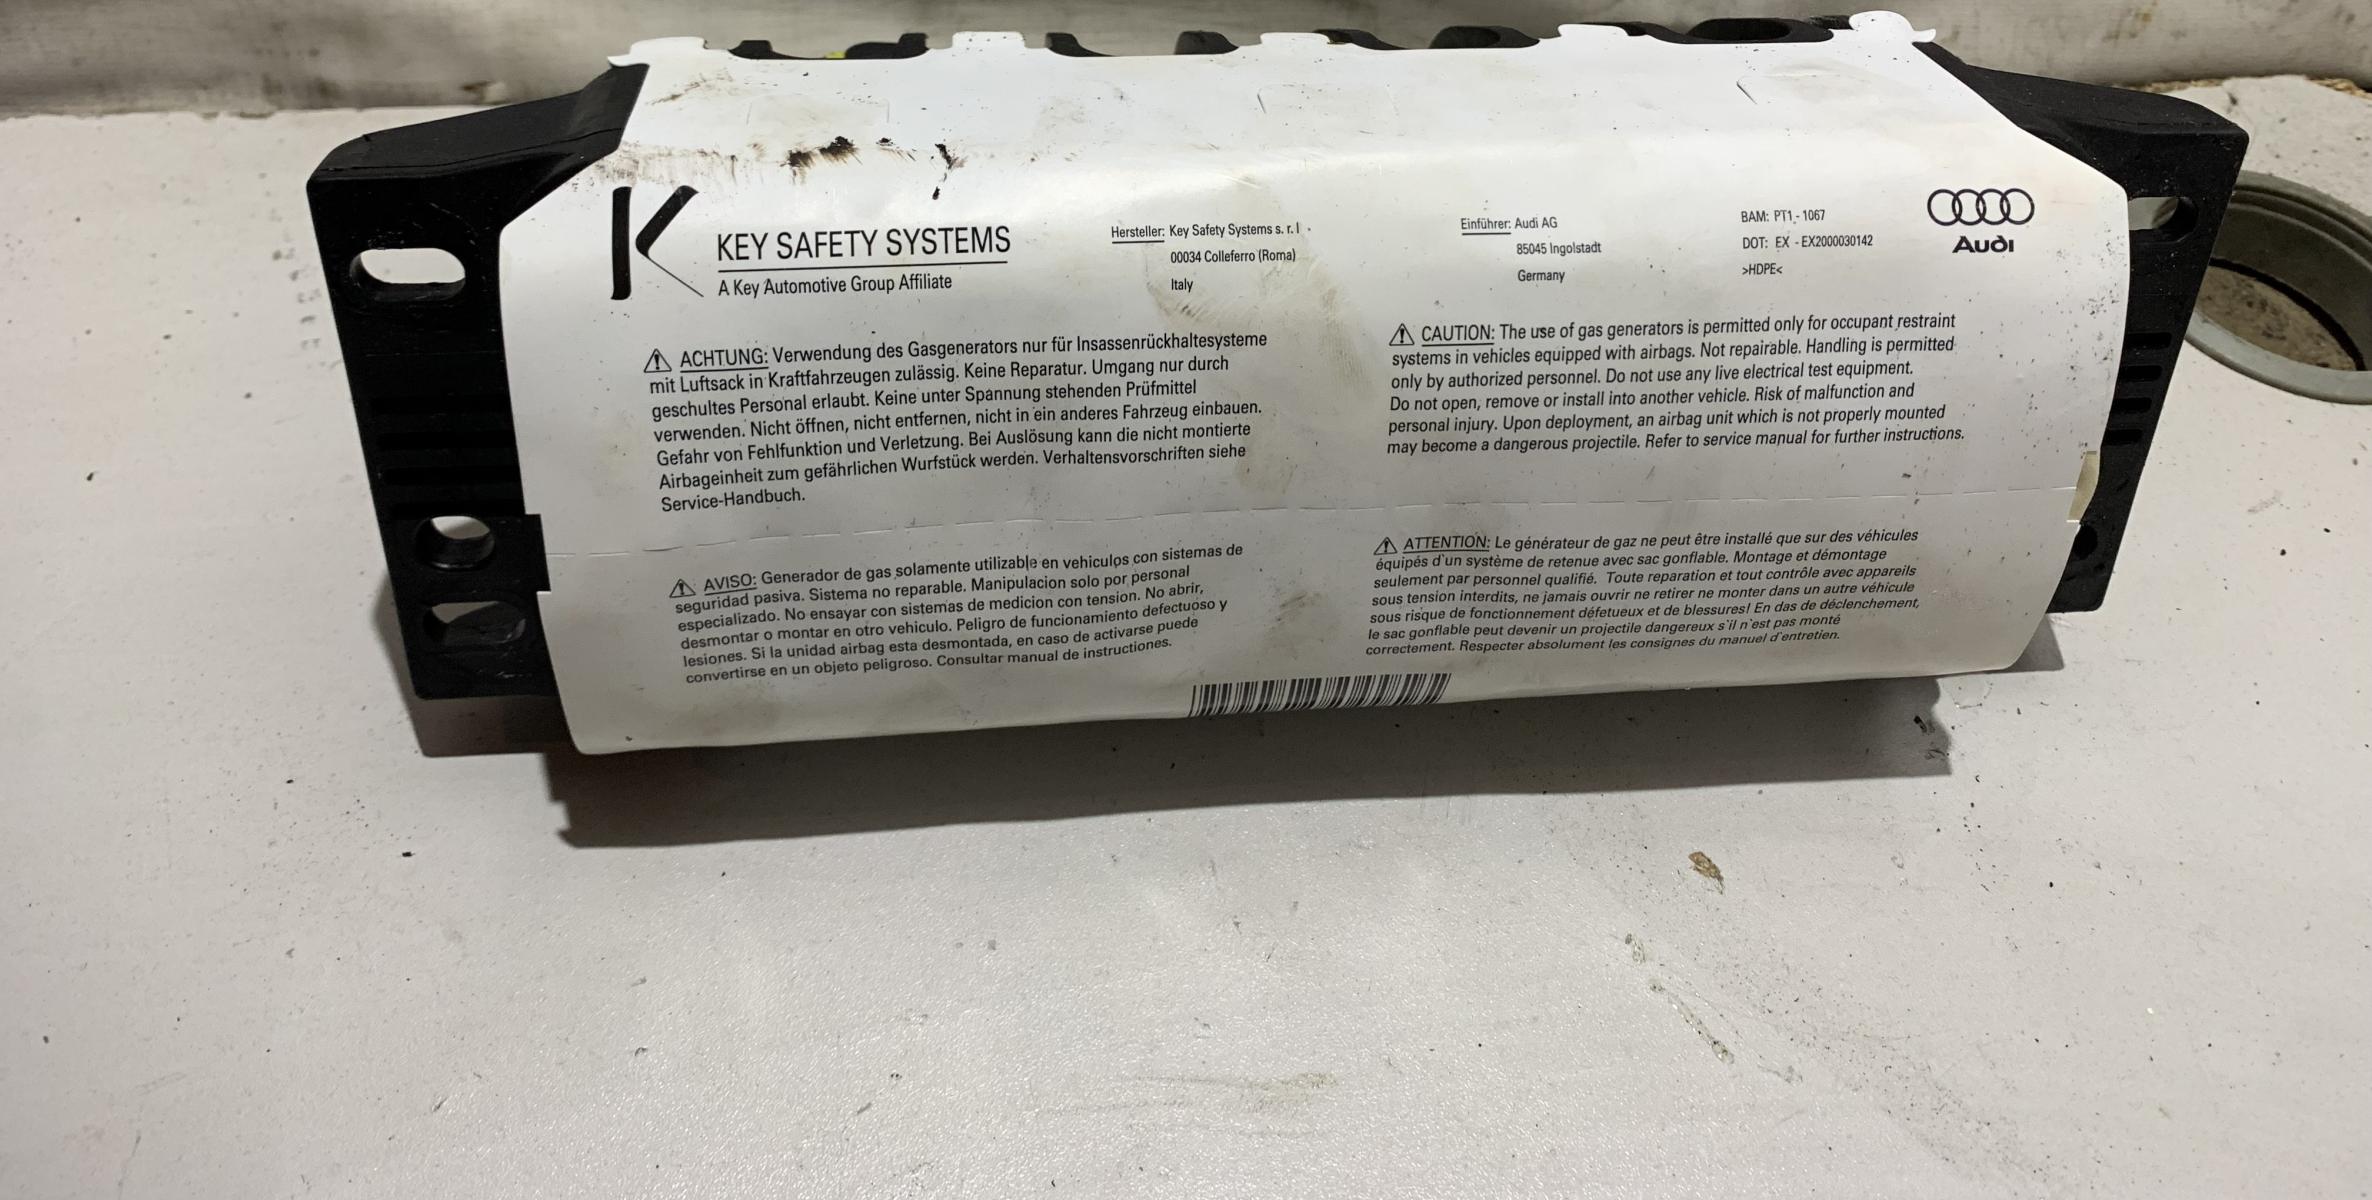 KEY SAFETY SYSTEMS
A Key Automotive Group Affiliate
Hersteller: Key Safety Systems s. r. l.
00034 Colleferro (Roma)
Italy
Einführer: Audi AG
85045 Ingolstadt
Germany
BAM: PT1 - 1067
DOT: EX - EX2000030142
>HDPE<
Audi
ACHTUNG: Verwendung des Gasgenerators nur für Insassenrückhaltesysteme
mit Luftsack in Kraftfahrzeugen zulässig. Keine Reparatur. Umgang nur durch
geschultes Personal erlaubt. Keine unter Spannung stehenden Prüfmittel
verwenden. Nicht öffnen, nicht entfernen, nicht in ein anderes Fahrzeug einbauen.
Gefahr von Fehlfunktion und Verletzung. Bei Auslösung kann die nicht montierte
Airbageinheit zum gefährlichen Wurfstück werden. Verhaltensvorschriften siehe
Service-Handbuch.
CAUTION: The use of gas generators is permitted only for occupant restraint
systems in vehicles equipped with airbags. Not repairable. Handling is permitted
only by authorized personnel. Do not use any live electrical test equipment.
Do not open, remove or install into another vehicle. Risk of malfunction and
personal injury. Upon deployment, an airbag unit which is not properly mounted
may become a dangerous projectile. Refer to service manual for further instructions.
AVISO: Generador de gas solamente utilizable en vehiculos con sistemas de
seguridad pasiva. Sistema no reparable. Manipulacion solo por personal
especializado. No ensayar con sistemas de medicion con tension. No abrir,
desmontar o montar en otro vehiculo. Peligro de funcionamiento defectuoso y
lesiones. Si la unidad airbag esta desmontada, en caso de activarse puede
convertirse en un objeto peligroso. Consultar manual de instructiones.
ATTENTION: Le générateur de gaz ne peut être installé que sur des véhicules
équipés d'un système de retenue avec sac gonflable. Montage et démontage
seulement par personnel qualifié. Toute reparation et tout contrôle avec appareils
sous tension interdits, ne jamais ouvrir ne retirer ne monter dans un autre véhicule
sous risque de fonctionnement défetueux et de blessures! En das de déclenchement,
le sac gonflable peut devenir un projectile dangereux s'il n'est pas monté
correctement. Respecter absolument les consignes du manuel d'entretien.